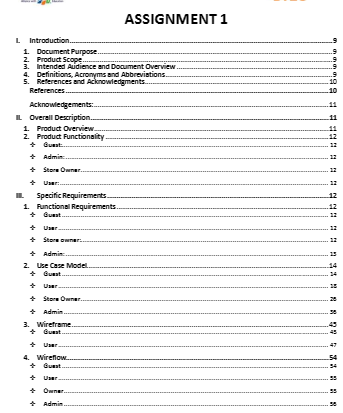 ASSIGNMENT 1
I. Introduction 9
1. Document Purpose 9
2. Product Scope 9
3. Intended Audience and Document Overview 9
4. Definitions, Acronyms and Abbreviations 9
5. References and Acknowledgments 10
References 10
Acknowledgements: 11
II. Overall Description 11
1. Product Overview 11
2. Product Functionality 12
Guest: 12
Admin: 12
Store Owner 12
User: 12
III. Specific Requirements 12
1. Functional Requirements 12
Guest 12
User 12
Store owner: 12
Admin: 13
2. Use Case Model 14
Guest 14
User 18
Store Owner 26
Admin 36
3. Wireframe 45
Guest 45
User 47
4. Wireflow 54
Guest 54
User 55
Owner 55
Admin 56